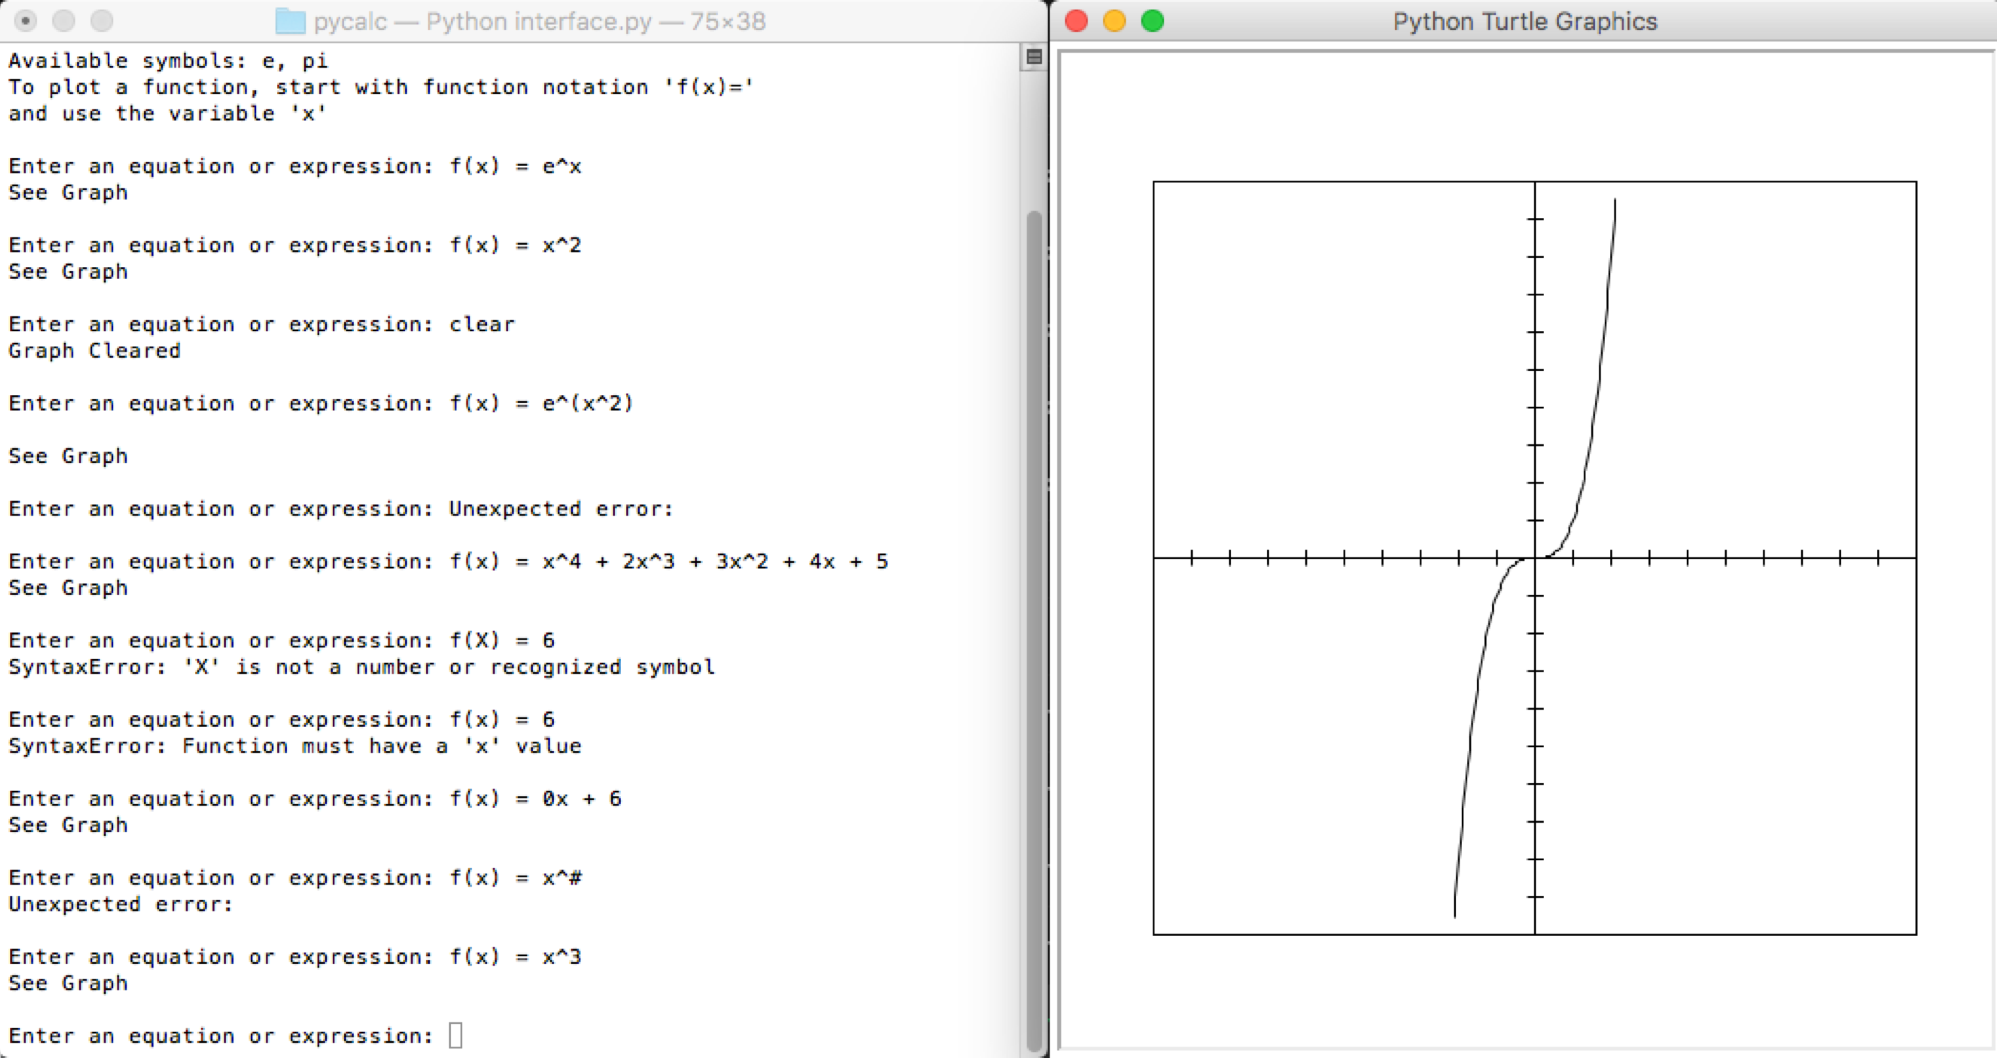 pycalc — Python interface.py — 75×38
Available symbols: e, pi
To plot a function, start with function notation 'f(x)='
and use the variable 'x'
Enter an equation or expression: f(x) = e^x
See Graph
Enter an equation or expression: f(x) = x^2
See Graph
Enter an equation or expression: clear
Graph Cleared
Enter an equation or expression: f(x) = e^(x^2)
See Graph
Enter an equation or expression: Unexpected error:
Enter an equation or expression: f(x) = x^4 + 2x^3 + 3x^2 + 4x + 5
See Graph
Enter an equation or expression: f(X) = 6
SyntaxError: 'X' is not a number or recognized symbol
Enter an equation or expression: f(x) = 6
SyntaxError: Function must have a 'x' value
Enter an equation or expression: f(x) = 0x + 6
See Graph
Enter an equation or expression: f(x) = x^#
Unexpected error:
Enter an equation or expression: f(x) = x^3
See Graph
Enter an equation or expression:
Python Turtle Graphics